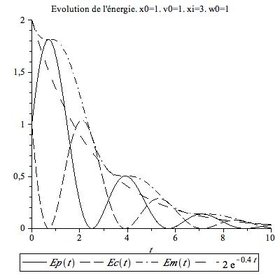 Evolution de l'énergie. x0=1. v0=1. xi=3. w0=1
2
1,5
1
0,5
0
0 2 4 6 8 10
t
Ep(t) Ec(t) Em(t) 2 e^-0.4 t